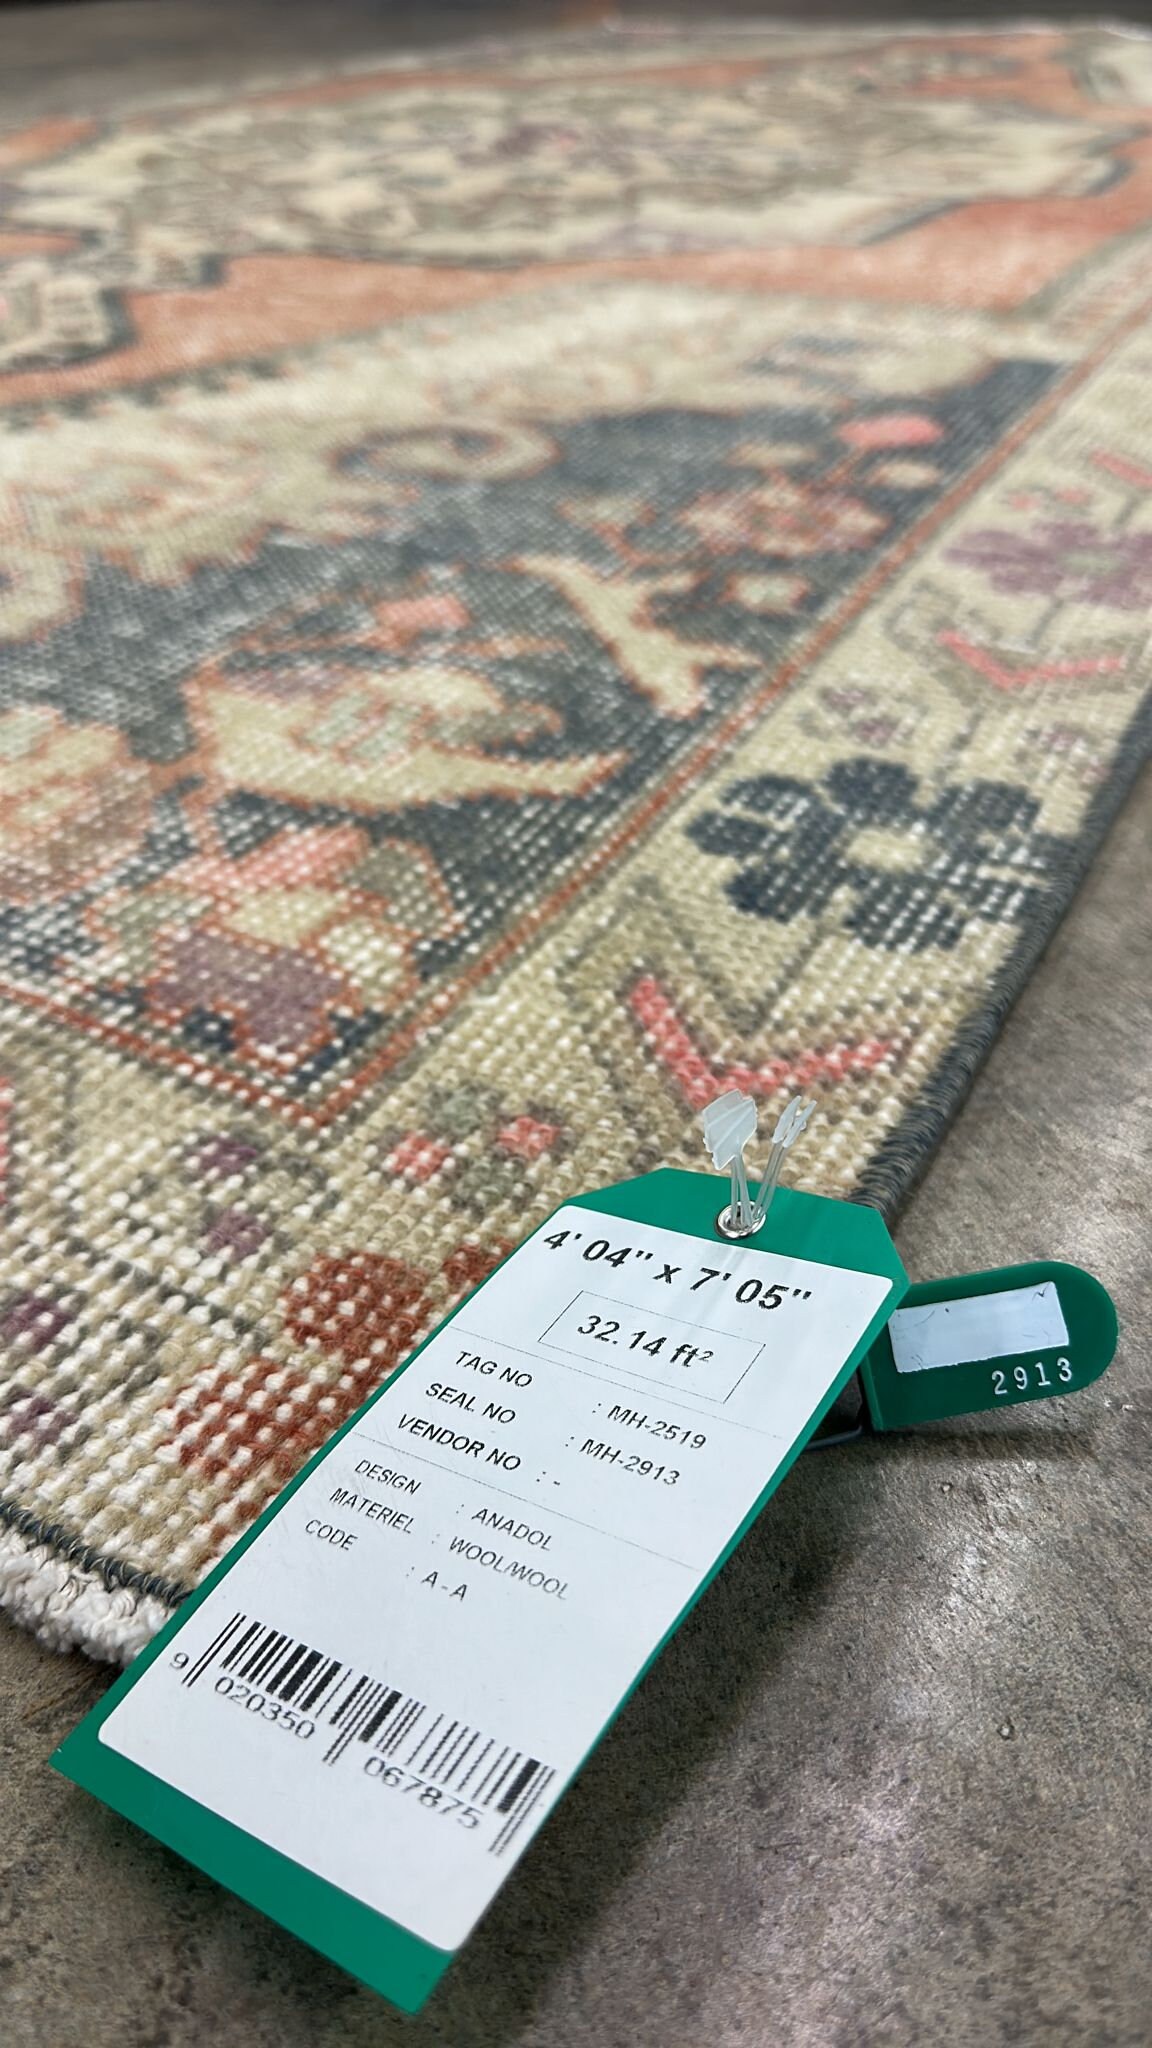 4' 04" x 7' 05"
32.14 ft²
TAG NO : MH-2519
SEAL NO : MH-2913
VENDOR NO : -
DESIGN : ANADOL
MATERIEL : WOOL/WOOL
CODE : A - A
9 020350 067875
2913